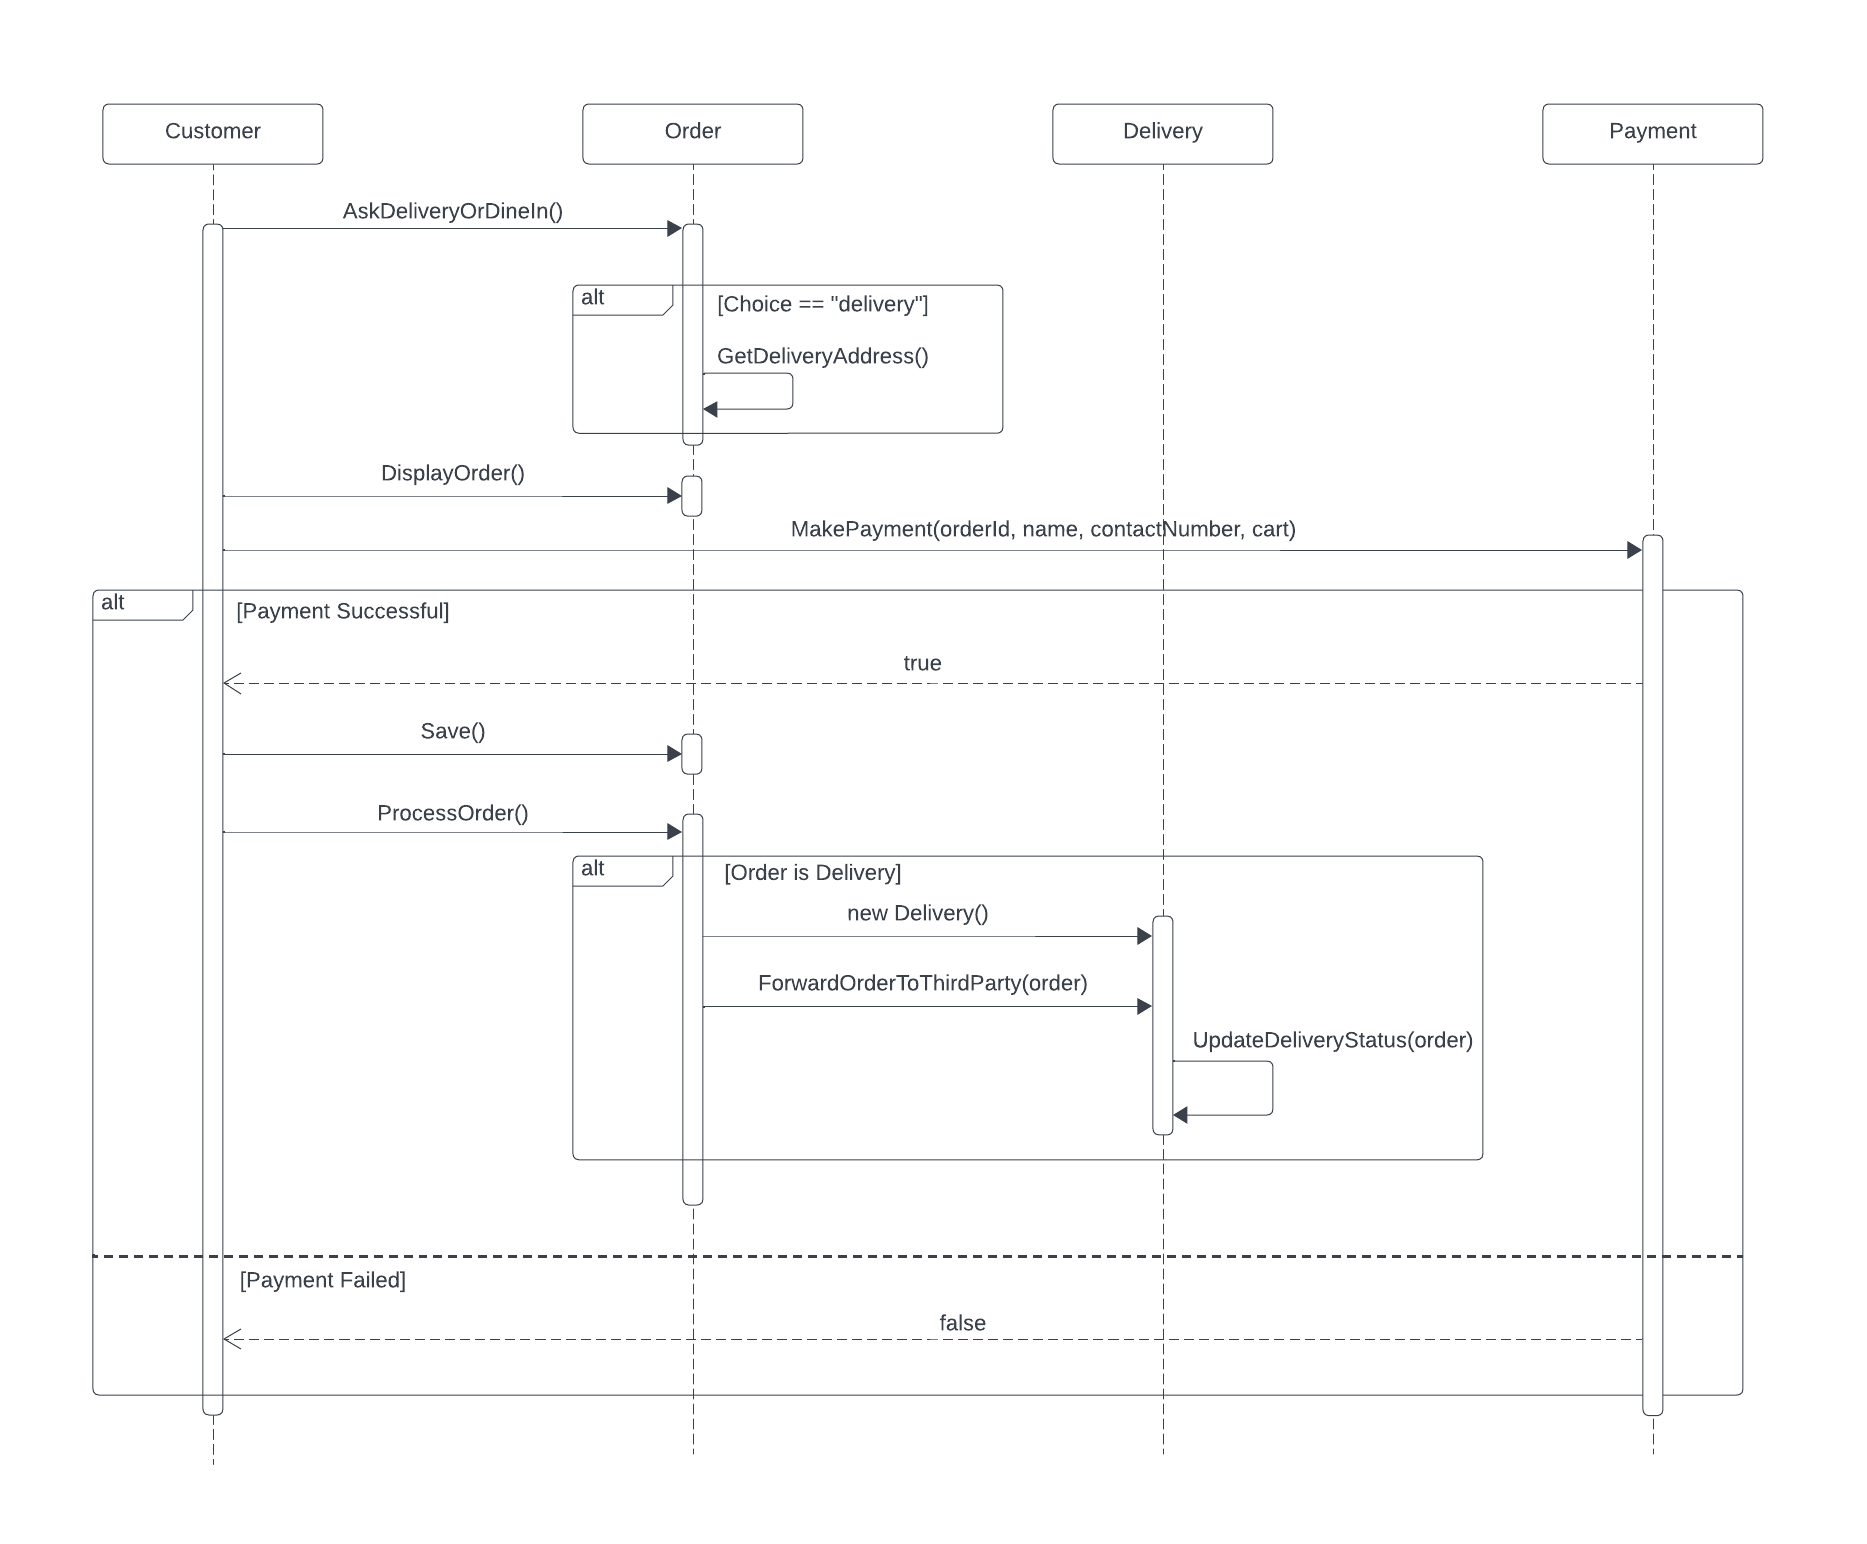 Customer
Order
Delivery
Payment
AskDeliveryOrDineIn()
alt
[Choice == "delivery"]
GetDeliveryAddress()
DisplayOrder()
MakePayment(orderId, name, contactNumber, cart)
alt
[Payment Successful]
true
Save()
ProcessOrder()
alt
[Order is Delivery]
new Delivery()
ForwardOrderToThirdParty(order)
UpdateDeliveryStatus(order)
[Payment Failed]
false